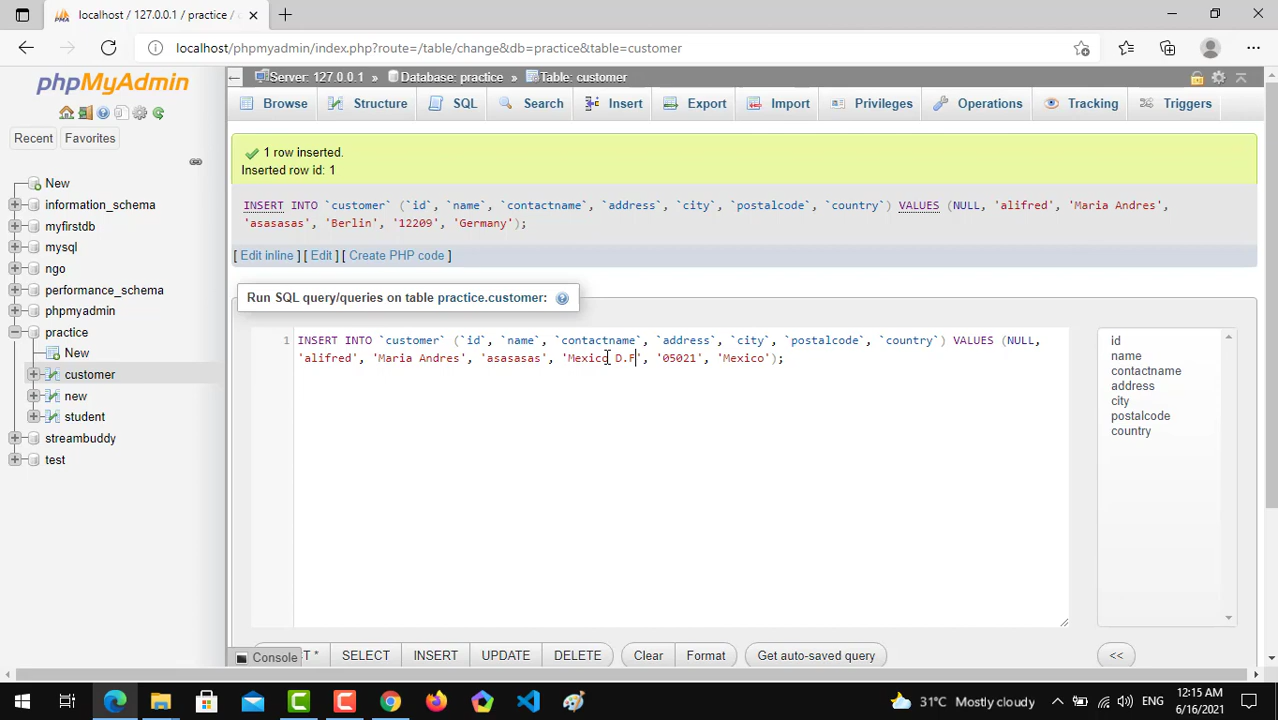 localhost / 127.0.0.1 / practice / c
localhost/phpmyadmin/index.php?route=/table/change&db=practice&table=customer
phpMyAdmin
Recent
Favorites
New
information_schema
myfirstdb
mysql
ngo
performance_schema
phpmyadmin
practice
New
customer
new
student
streambuddy
test
Server: 127.0.0.1 » Database: practice » Table: customer
Browse Structure SQL Search Insert Export Import Privileges Operations Tracking Triggers
1 row inserted.
Inserted row id: 1
INSERT INTO `customer` (`id`, `name`, `contactname`, `address`, `city`, `postalcode`, `country`) VALUES (NULL, 'alifred', 'Maria Andres',
'asasasas', 'Berlin', '12209', 'Germany');
[ Edit inline ] [ Edit ] [ Create PHP code ]
Run SQL query/queries on table practice.customer:
1
INSERT INTO `customer` (`id`, `name`, `contactname`, `address`, `city`, `postalcode`, `country`) VALUES (NULL,
'alifred', 'Maria Andres', 'asasasas', 'Mexico D.F', '05021', 'Mexico');
id
name
contactname
address
city
postalcode
country
Console
T * SELECT INSERT UPDATE DELETE Clear Format Get auto-saved query <<
31°C Mostly cloudy
ENG
12:15 AM
6/16/2021